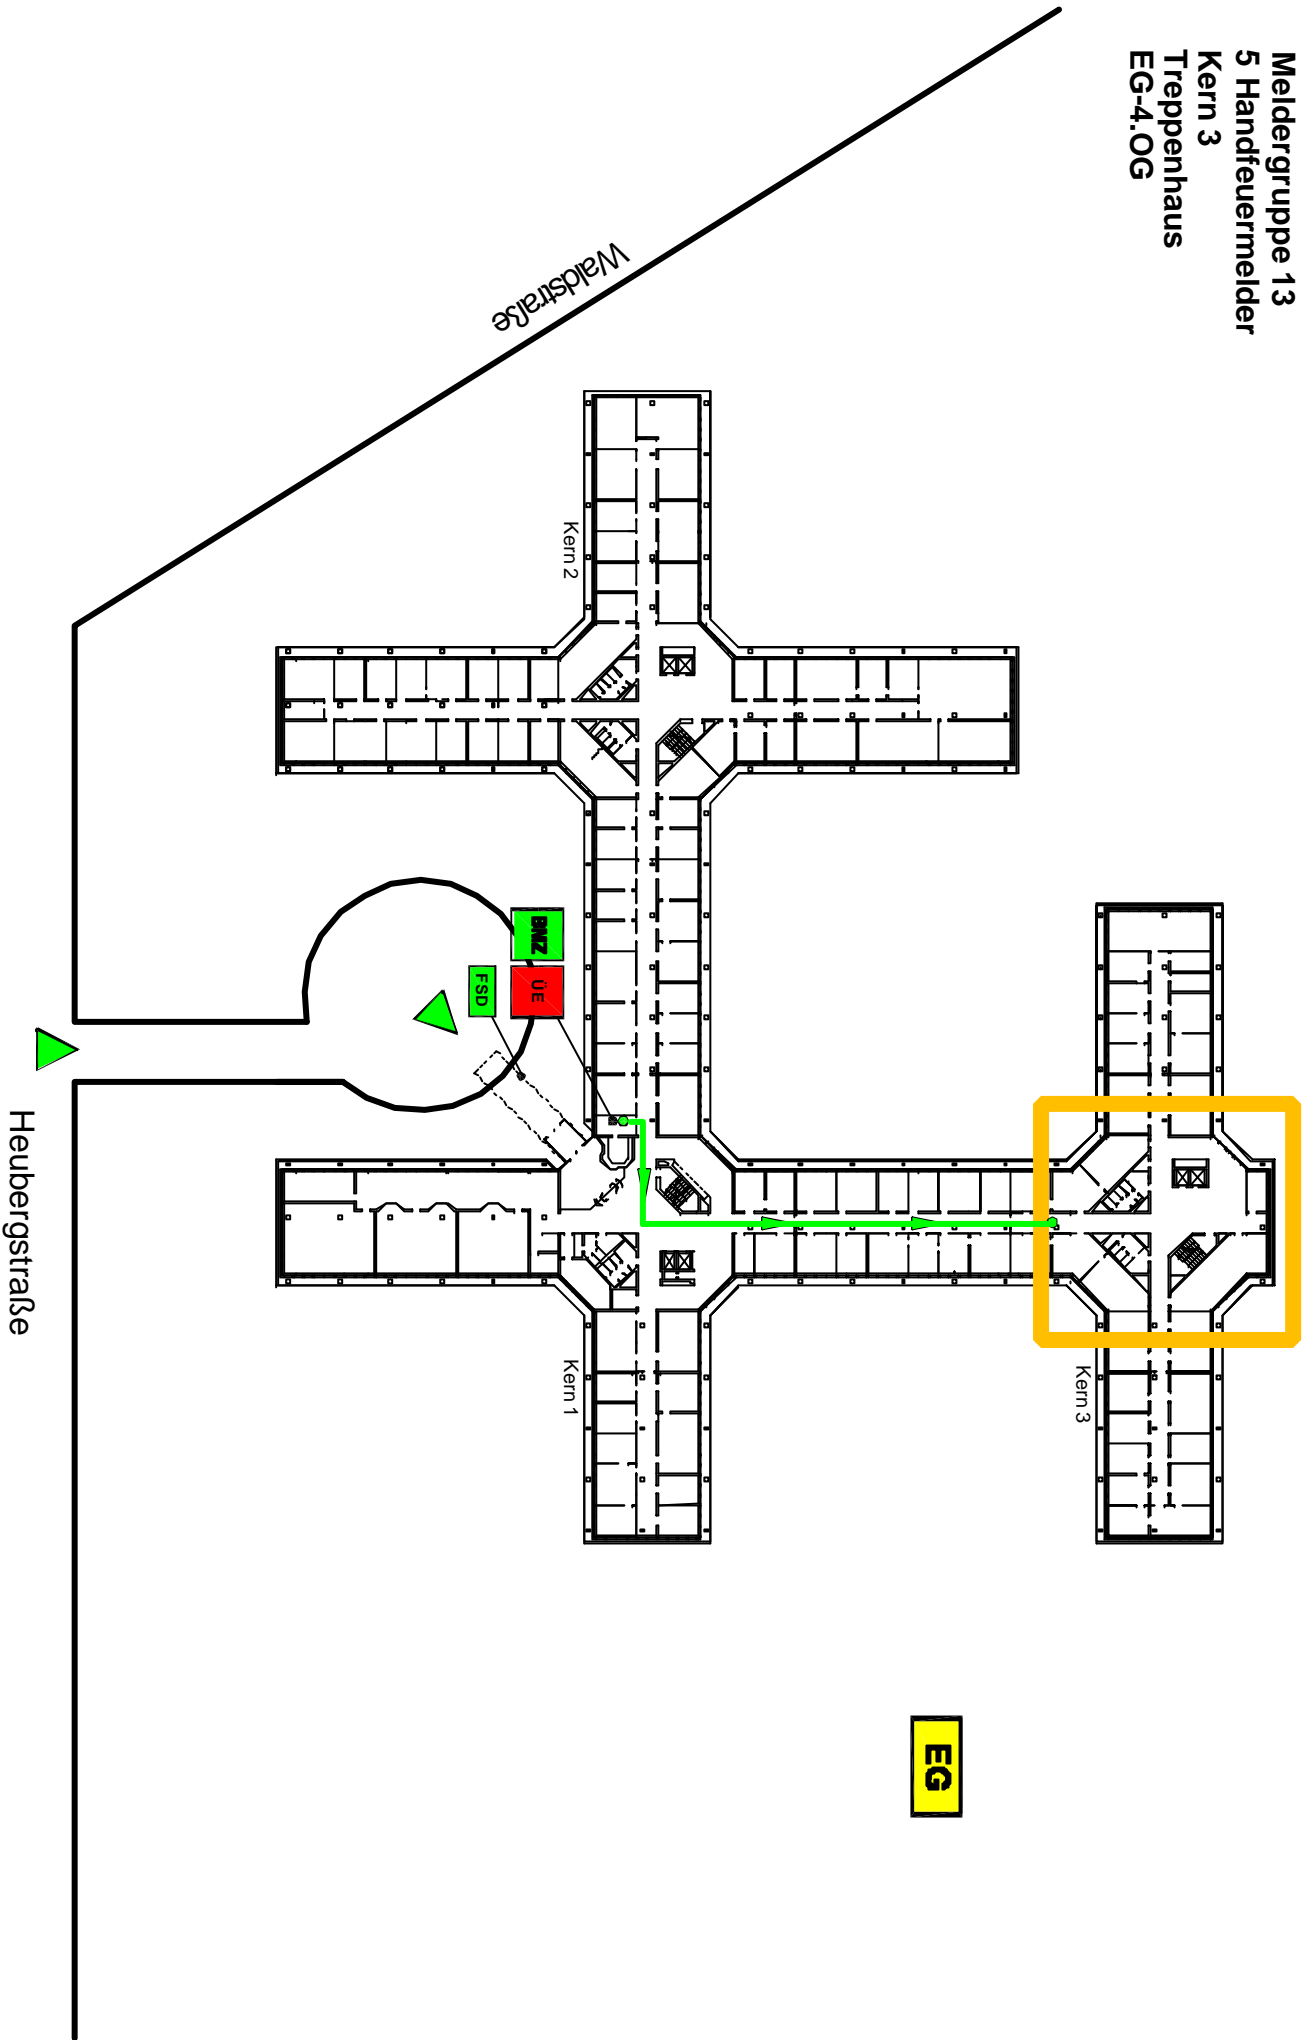 Meldergruppe 13
5 Handfeuermelder
Kern 3
Treppenhaus
EG-4.OG
Waldstraße
Kern 2
BMZ
ÜE
FSD
Kern 1
Kern 3
EG
Heubergstraße